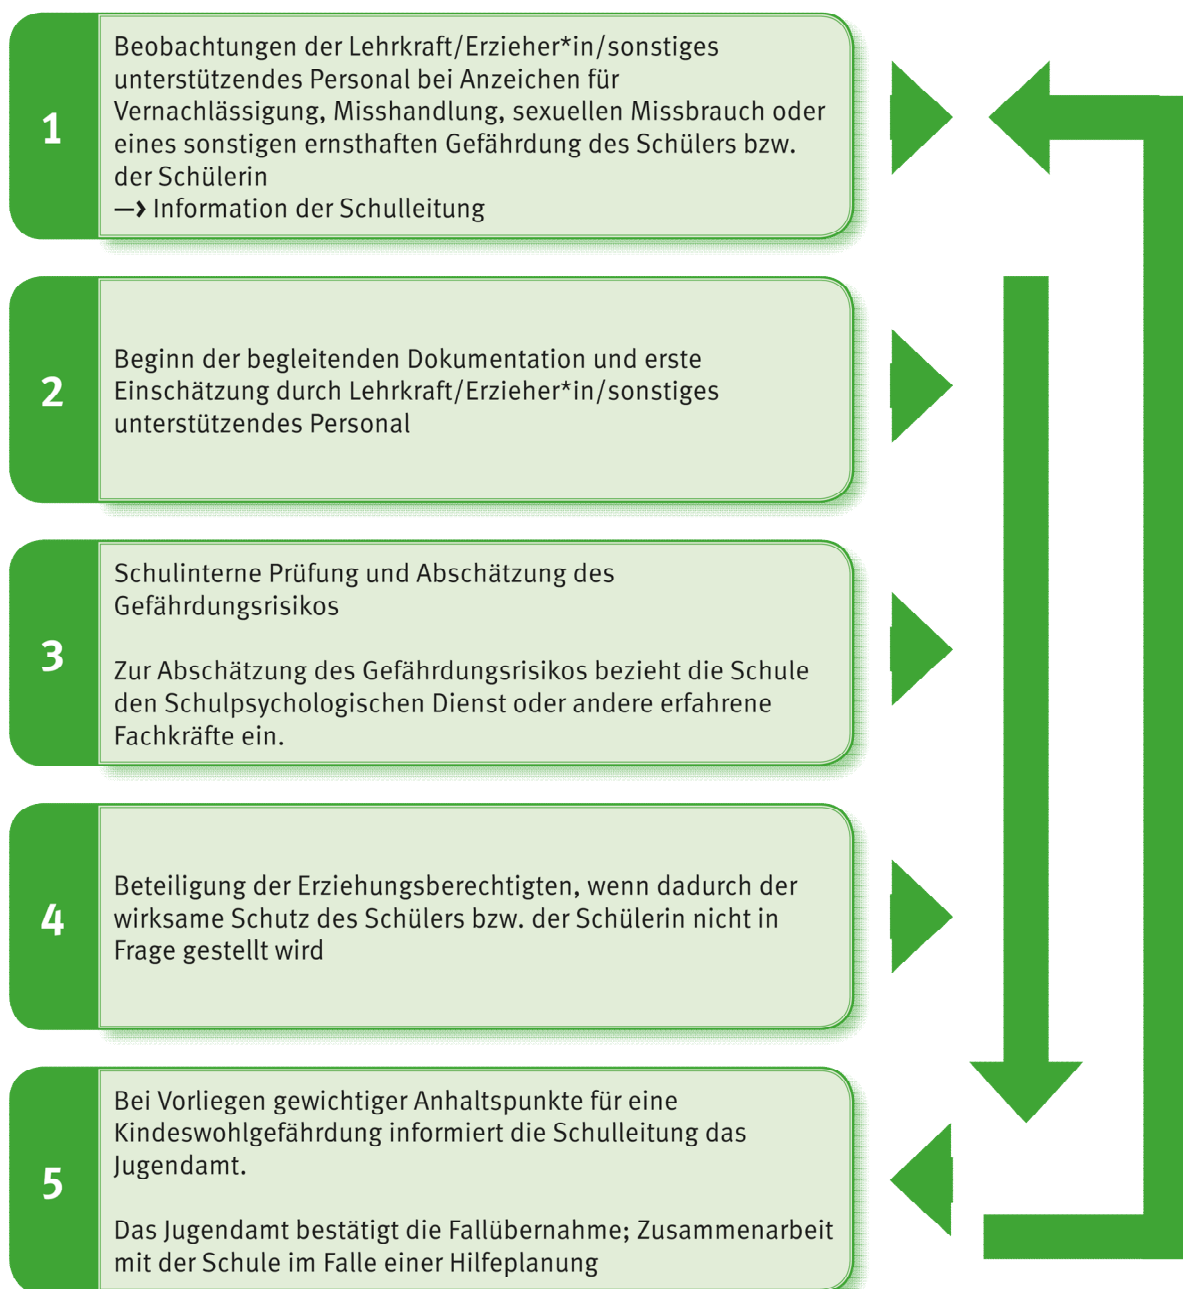 1
Beobachtungen der Lehrkraft/Erzieher*in/sonstiges
unterstützendes Personal bei Anzeichen für
Vernachlässigung, Misshandlung, sexuellen Missbrauch oder
eines sonstigen ernsthaften Gefährdung des Schülers bzw.
der Schülerin
—› Information der Schulleitung
2
Beginn der begleitenden Dokumentation und erste
Einschätzung durch Lehrkraft/Erzieher*in/sonstiges
unterstützendes Personal
3
Schulinterne Prüfung und Abschätzung des
Gefährdungsrisikos
Zur Abschätzung des Gefährdungsrisikos bezieht die Schule
den Schulpsychologischen Dienst oder andere erfahrene
Fachkräfte ein.
4
Beteiligung der Erziehungsberechtigten, wenn dadurch der
wirksame Schutz des Schülers bzw. der Schülerin nicht in
Frage gestellt wird
5
Bei Vorliegen gewichtiger Anhaltspunkte für eine
Kindeswohlgefährdung informiert die Schulleitung das
Jugendamt.
Das Jugendamt bestätigt die Fallübernahme; Zusammenarbeit
mit der Schule im Falle einer Hilfeplanung